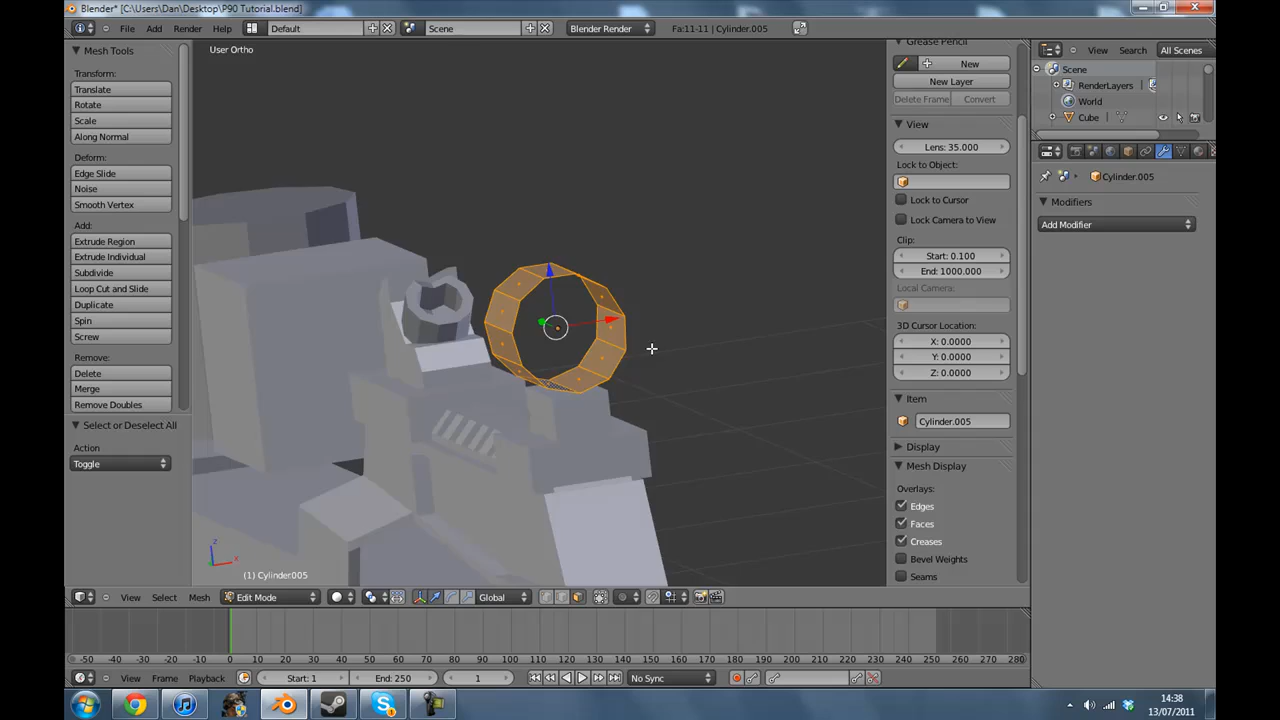 Blender* [C:\Users\Dan\Desktop\P90 Tutorial.blend]
File Add Render Help Default Scene Blender Render Fa:11-11 | Cylinder.005
Mesh Tools
Transform:
Translate
Rotate
Scale
Along Normal
Deform:
Edge Slide
Noise
Smooth Vertex
Add:
Extrude Region
Extrude Individual
Subdivide
Loop Cut and Slide
Duplicate
Spin
Screw
Remove:
Delete
Merge
Remove Doubles
Select or Deselect All
Action
Toggle
User Ortho
z
x
(1) Cylinder005
Grease Pencil
New
New Layer
Delete Frame Convert
View
Lens: 35.000
Lock to Object:
Lock to Cursor
Lock Camera to View
Clip:
Start: 0.100
End: 1000.000
Local Camera:
3D Cursor Location:
X: 0.0000
Y: 0.0000
Z: 0.0000
Item
Cylinder.005
Display
Mesh Display
Overlays:
Edges
Faces
Creases
Bevel Weights
Seams
View Search All Scenes
Scene
RenderLayers
World
Cube
Cylinder.005
Modifiers
Add Modifier
View Select Mesh Edit Mode Global
-50 -40 -30 -20 -10 0 10 20 30 40 50 60 70 80 90 100 110 120 130 140 150 160 170 180 190 200 210 220 230 240 250 260 270 280
View Frame Playback Start: 1 End: 250 1 No Sync
14:38
13/07/2011